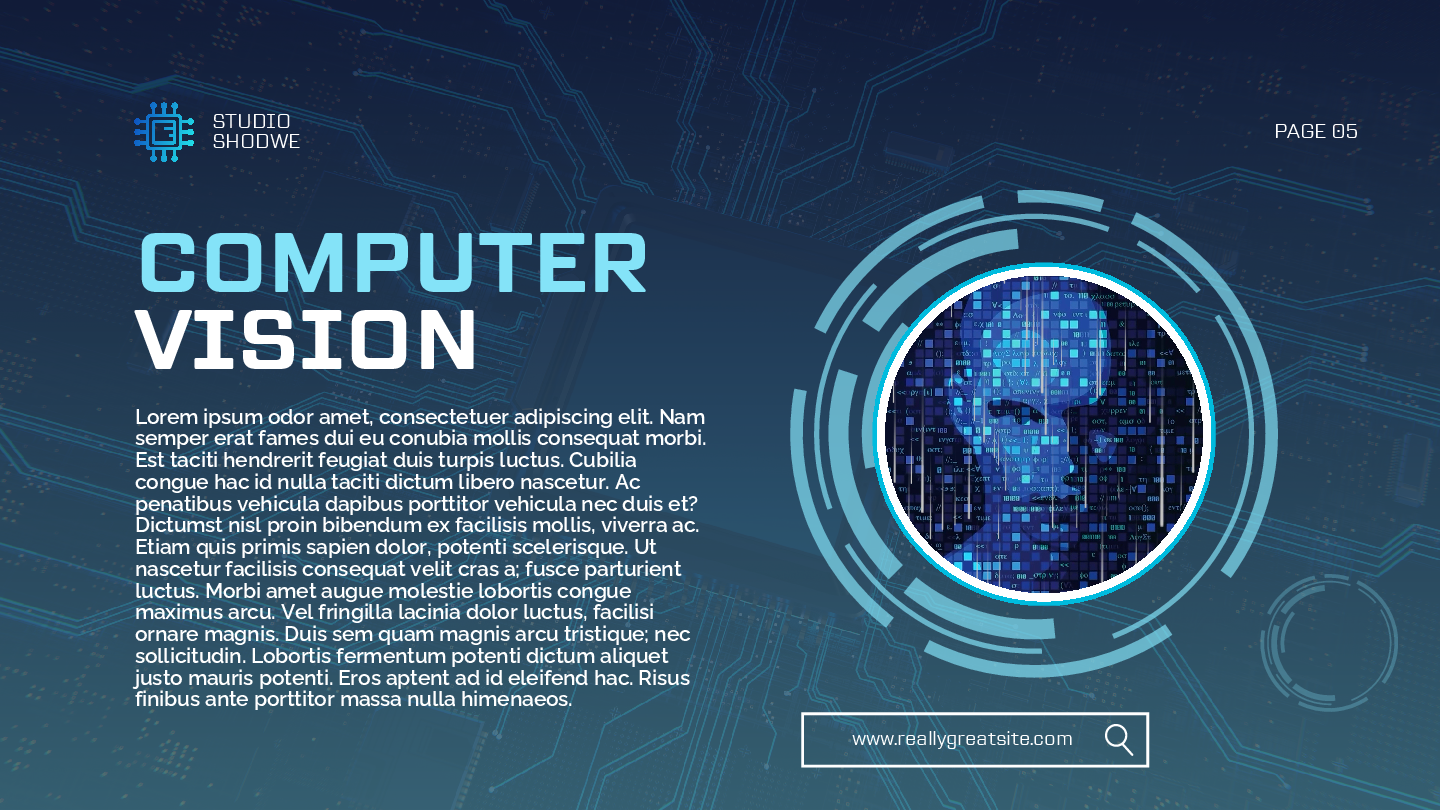 STUDIO
SHODWE
PAGE 05
COMPUTER
VISION
Lorem ipsum odor amet, consectetuer adipiscing elit. Nam
semper erat fames dui eu conubia mollis consequat morbi.
Est taciti hendrerit feugiat duis turpis luctus. Cubilia
congue hac id nulla taciti dictum libero nascetur. Ac
penatibus vehicula dapibus porttitor vehicula nec duis et?
Dictumst nisl proin bibendum ex facilisis mollis, viverra ac.
Etiam quis primis sapien dolor, potenti scelerisque. Ut
nascetur facilisis consequat velit cras a; fusce parturient
luctus. Morbi amet augue molestie lobortis congue
maximus arcu. Vel fringilla lacinia dolor luctus, facilisi
ornare magnis. Duis sem quam magnis arcu tristique; nec
sollicitudin. Lobortis fermentum potenti dictum aliquet
justo mauris potenti. Eros aptent ad id eleifend hac. Risus
finibus ante porttitor massa nulla himenaeos.
www.reallygreatsite.com